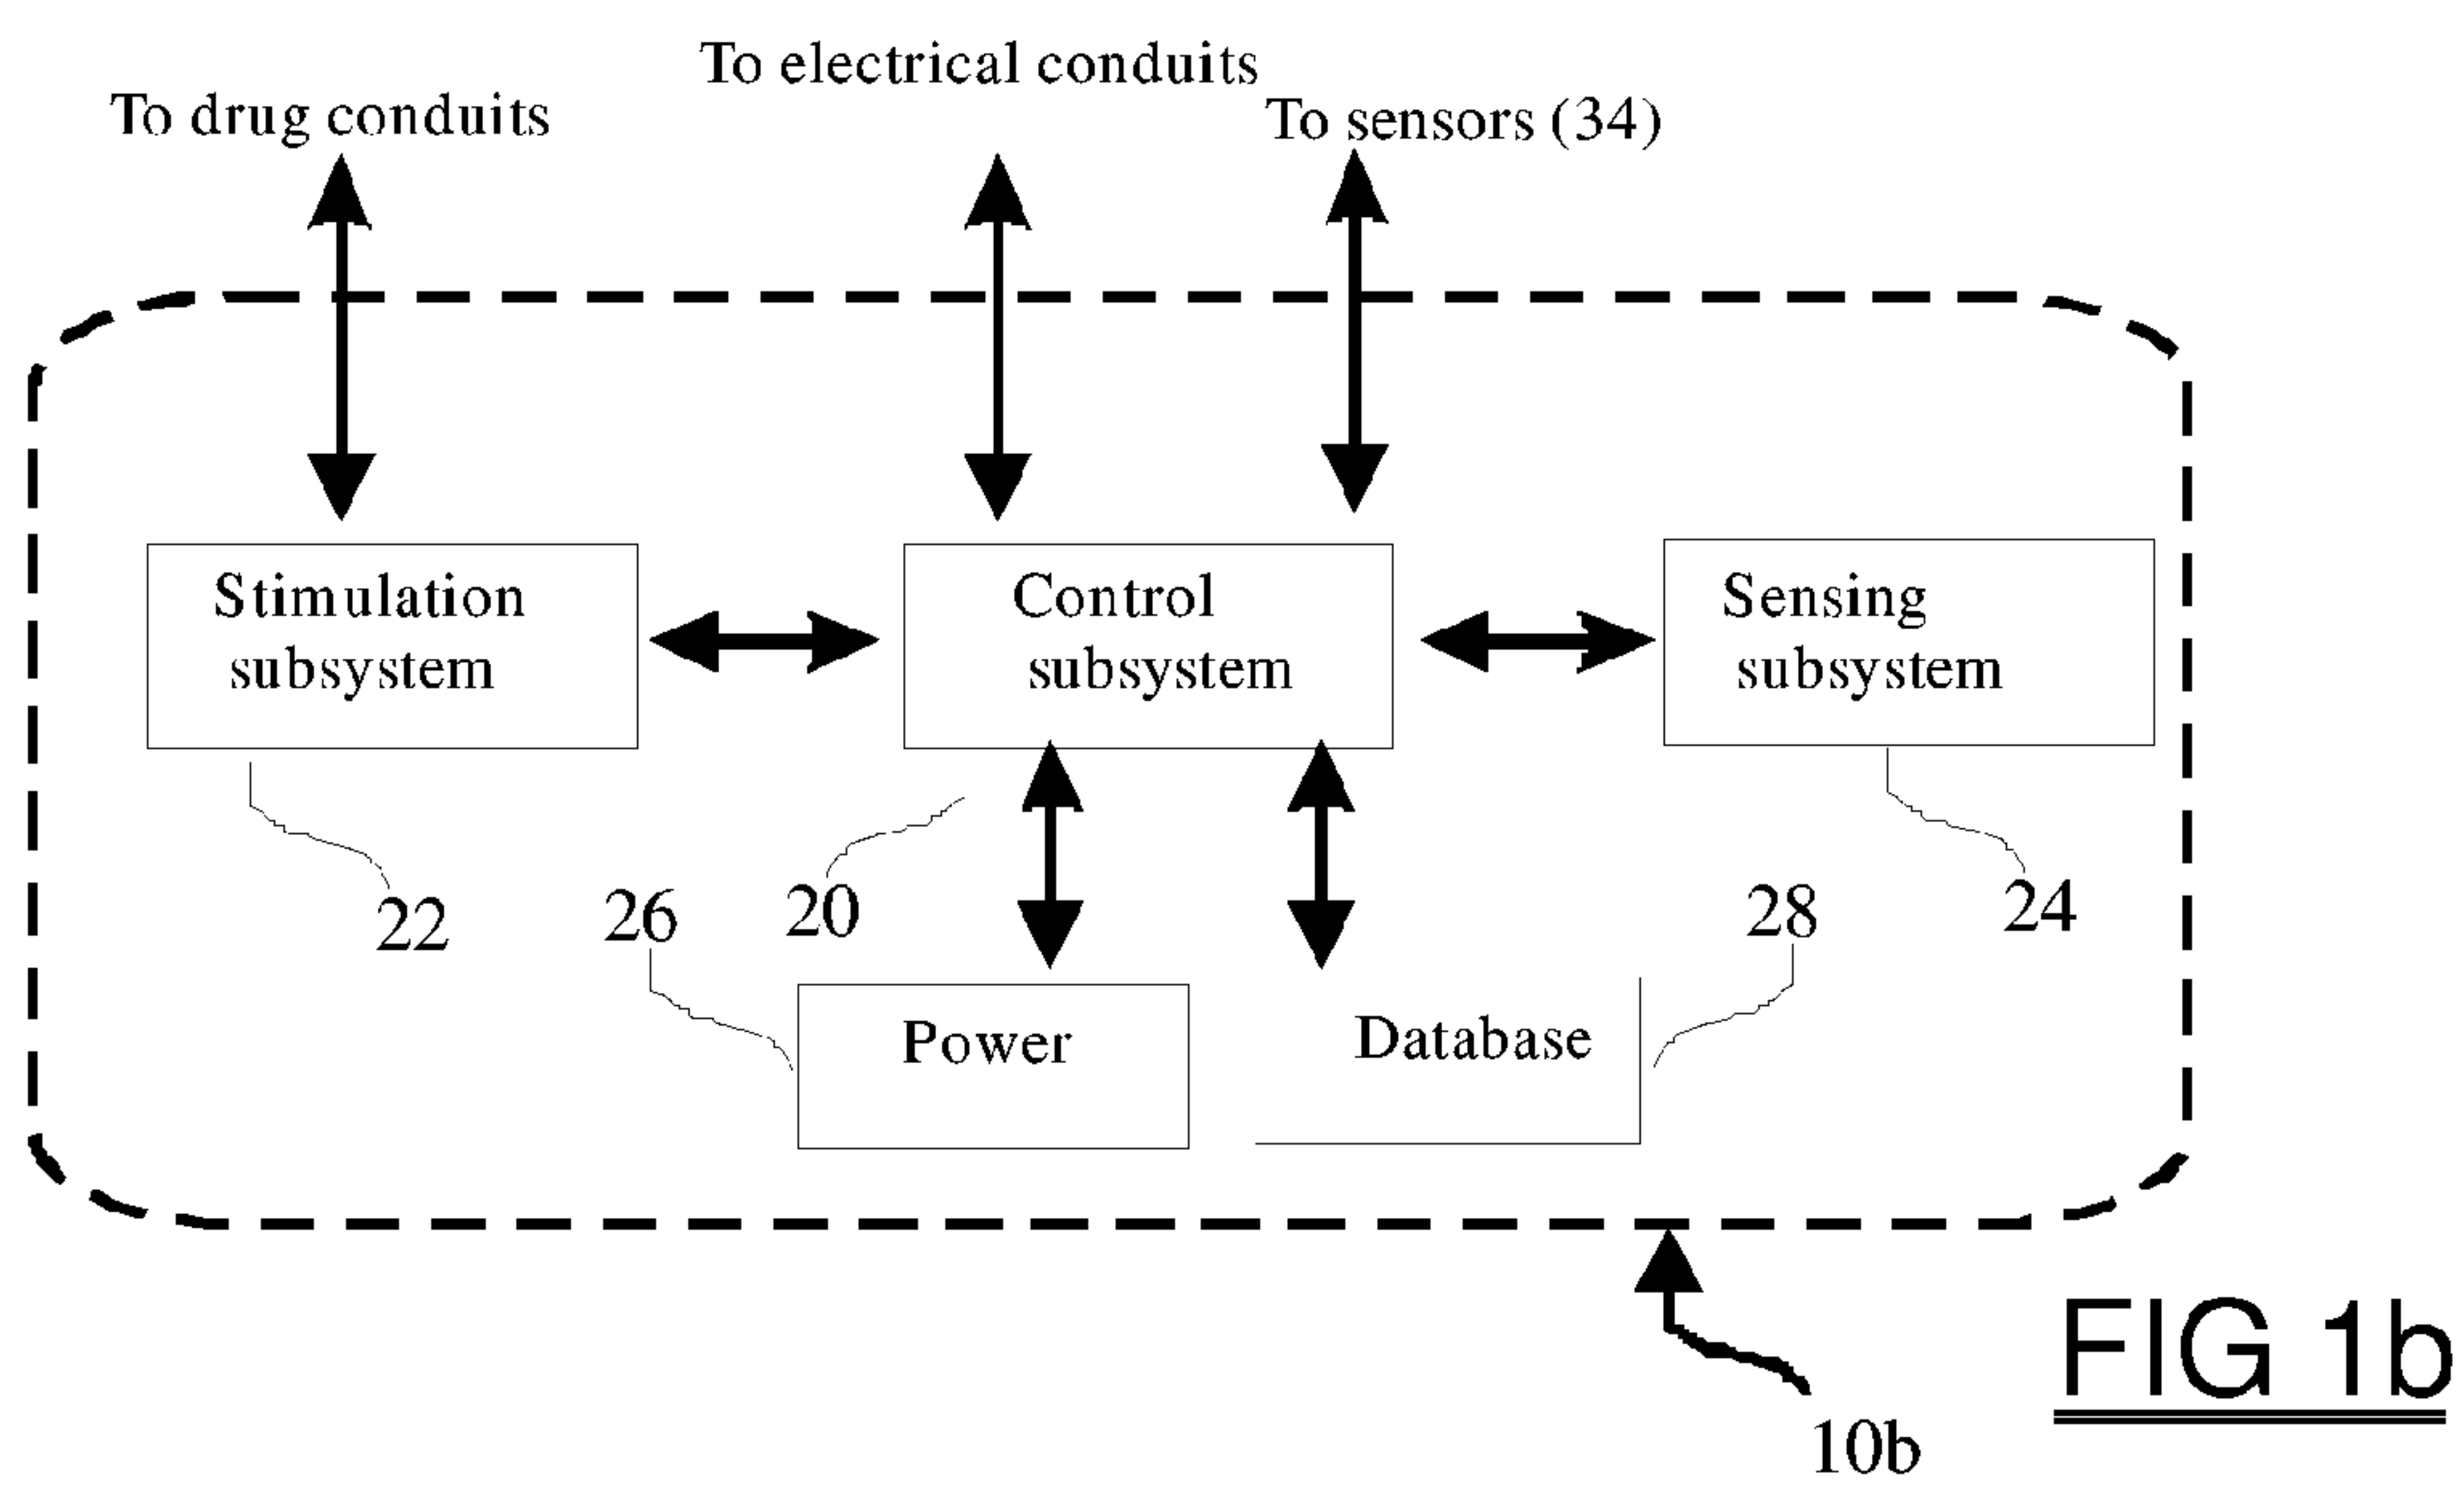 To electrical conduits
To drug conduits
To sensors (34)
Stimulation
subsystem
Control
subsystem
Sensing
subsystem
22
26
20
28
24
Power
Database
10b
FIG 1b